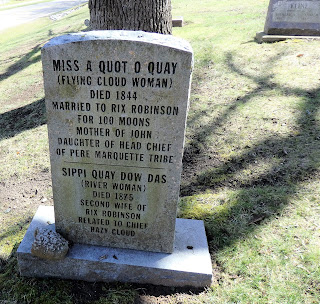 MISS A QUOT O QUAY
(FLYING CLOUD WOMAN)
DIED 1844
MARRIED TO RIX ROBINSON
FOR 100 MOONS
MOTHER OF JOHN
DAUGHTER OF HEAD CHIEF
OF PERE MARQUETTE TRIBE
SIPPI QUAY DOW DAS
(RIVER WOMAN)
DIED 1875
SECOND WIFE OF
RIX ROBINSON
RELATED TO CHIEF
HAZY CLOUD